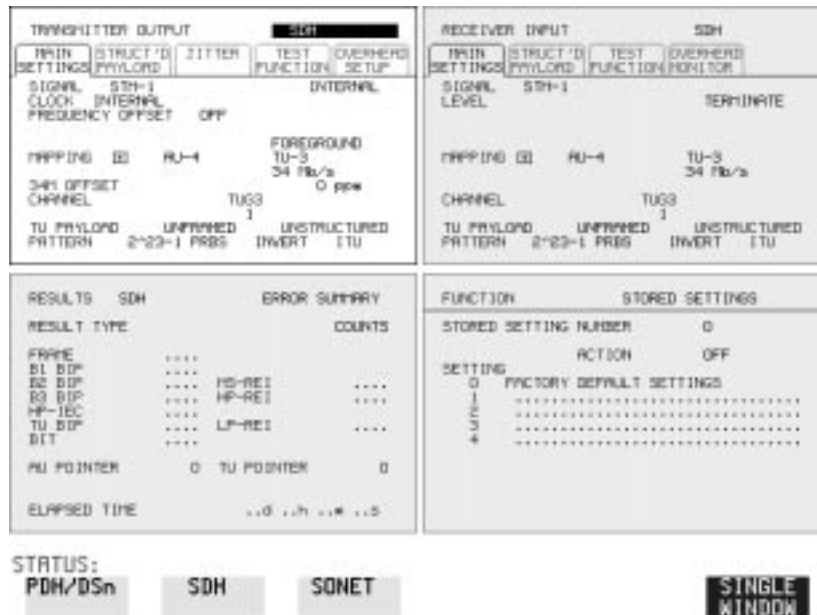 TRANSMITTER OUTPUT SDH
MAIN SETTINGS STRUCT'D PAYLOAD JITTER TEST FUNCTION OVERHEAD SETUP
SIGNAL STM-1 INTERNAL
CLOCK INTERNAL
FREQUENCY OFFSET OFF
FOREGROUND
MAPPING AU-4 TU-3
34 Mb/s
34M OFFSET 0 ppm
CHANNEL TUG3
1
TU PAYLOAD UNFRAMED UNSTRUCTURED
PATTERN 2^23-1 PRBS INVERT ITU
RECEIVER INPUT SDH
MAIN SETTINGS STRUCT'D PAYLOAD TEST FUNCTION OVERHEAD MONITOR
SIGNAL STM-1
LEVEL TERMINATE
MAPPING AU-4 TU-3
34 Mb/s
CHANNEL TUG3
1
TU PAYLOAD UNFRAMED UNSTRUCTURED
PATTERN 2^23-1 PRBS INVERT ITU
RESULTS SDH ERROR SUMMARY
RESULT TYPE COUNTS
FRAME ....
B1 BIP ....
B2 BIP .... MS-REI ....
B3 BIP .... HP-REI ....
HP-IEC ....
TU BIP .... LP-REI ....
BIT ....
AU POINTER 0 TU POINTER 0
ELAPSED TIME ..d ..h ..m ..s
FUNCTION STORED SETTINGS
STORED SETTING NUMBER 0
ACTION OFF
SETTING
0 FACTORY DEFAULT SETTINGS
1 ..............................
2 ..............................
3 ..............................
4 ..............................
STATUS:
PDH/DSn SDH SONET SINGLE WINDOW